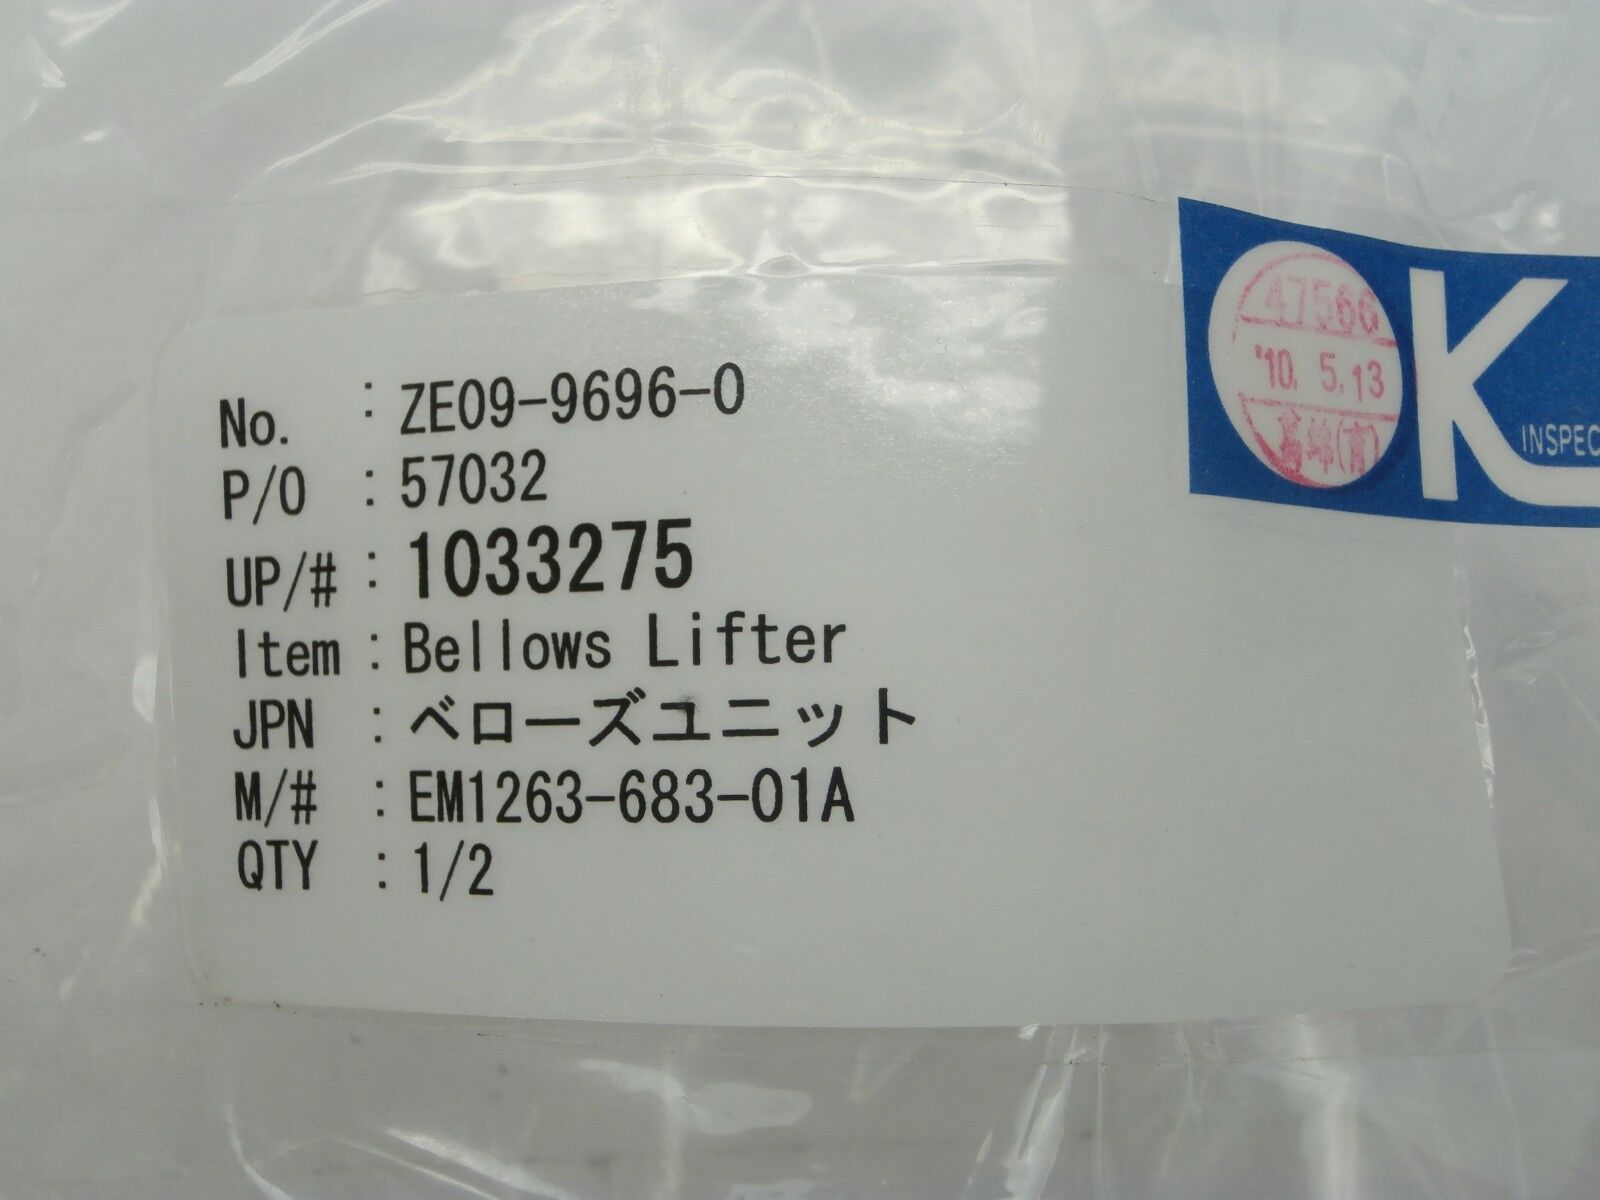 No. : ZE09-9696-0
P/O : 57032
UP/# : 1033275
Item : Bellows Lifter
JPN : ベローズユニット
M/# : EM1263-683-01A
QTY : 1/2
OK
INSPEC
47566
'10. 5.13